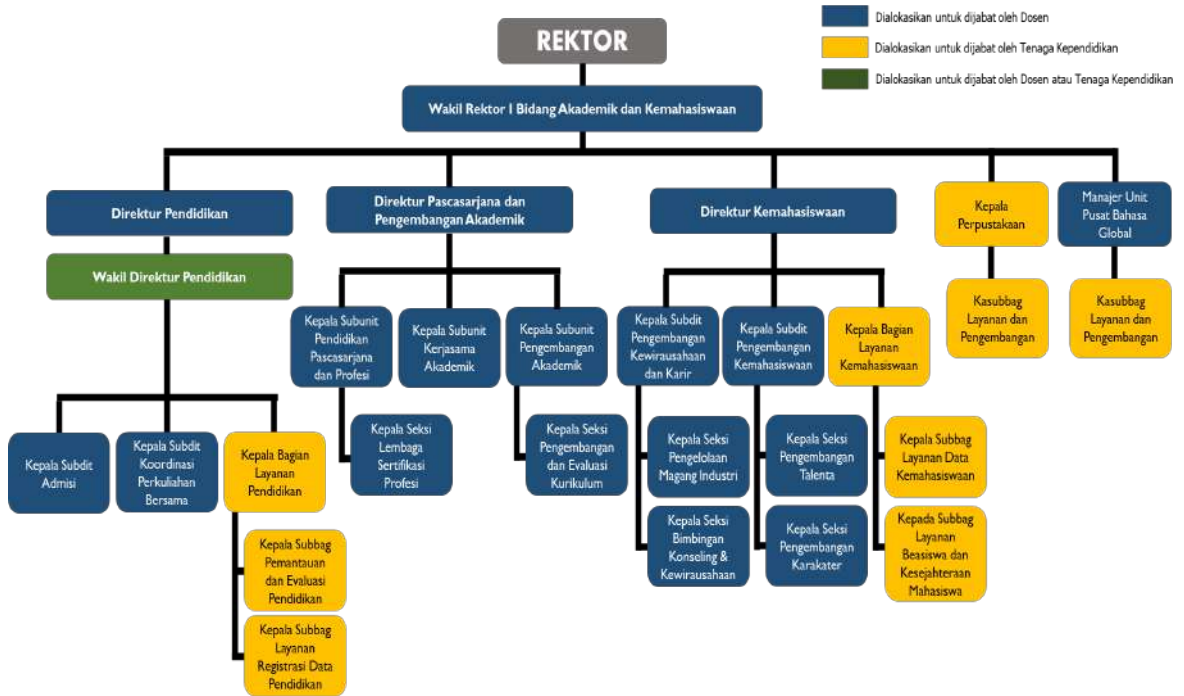 REKTOR
Dialokasikan untuk dijabat oleh Dosen
Dialokasikan untuk dijabat oleh Tenaga Kependidikan
Dialokasikan untuk dijabat oleh Dosen atau Tenaga Kependidikan
Wakil Rektor I Bidang Akademik dan Kemahasiswaan
Direktur Pendidikan
Wakil Direktur Pendidikan
Kepala Subdit
Admisi
Kepala Subdit
Koordinasi
Perkuliahan
Bersama
Kepala Bagian
Layanan
Pendidikan
Kepala Subbag
Pemantauan
dan Evaluasi
Pendidikan
Kepala Subbag
Layanan
Registrasi Data
Pendidikan
Direktur Pascasarjana dan
Pengembangan Akademik
Kepala Subunit
Pendidikan
Pascasarjana
dan Profesi
Kepala Seksi
Lembaga
Sertifikasi
Profesi
Kepala Subunit
Kerjasama
Akademik
Kepala Subunit
Pengembangan
Akademik
Kepala Seksi
Pengembangan
dan Evaluasi
Kurikulum
Direktur Kemahasiswaan
Kepala Subdit
Pengembangan
Kewirausahaan
dan Karir
Kepala Seksi
Pengelolaan
Magang Industri
Kepala Seksi
Bimbingan
Konseling &
Kewirausahaan
Kepala Subdit
Pengembangan
Kemahasiswaan
Kepala Seksi
Pengembangan
Talenta
Kepala Seksi
Pengembangan
Karakater
Kepala Bagian
Layanan
Kemahasiswaan
Kepala Subbag
Layanan Data
Kemahasiswaan
Kepada Subbag
Layanan
Beasiswa dan
Kesejahteraan
Mahasiswa
Kepala
Perpustakaan
Kasubbag
Layanan dan
Pengembangan
Manajer Unit
Pusat Bahasa
Global
Kasubbag
Layanan dan
Pengembangan